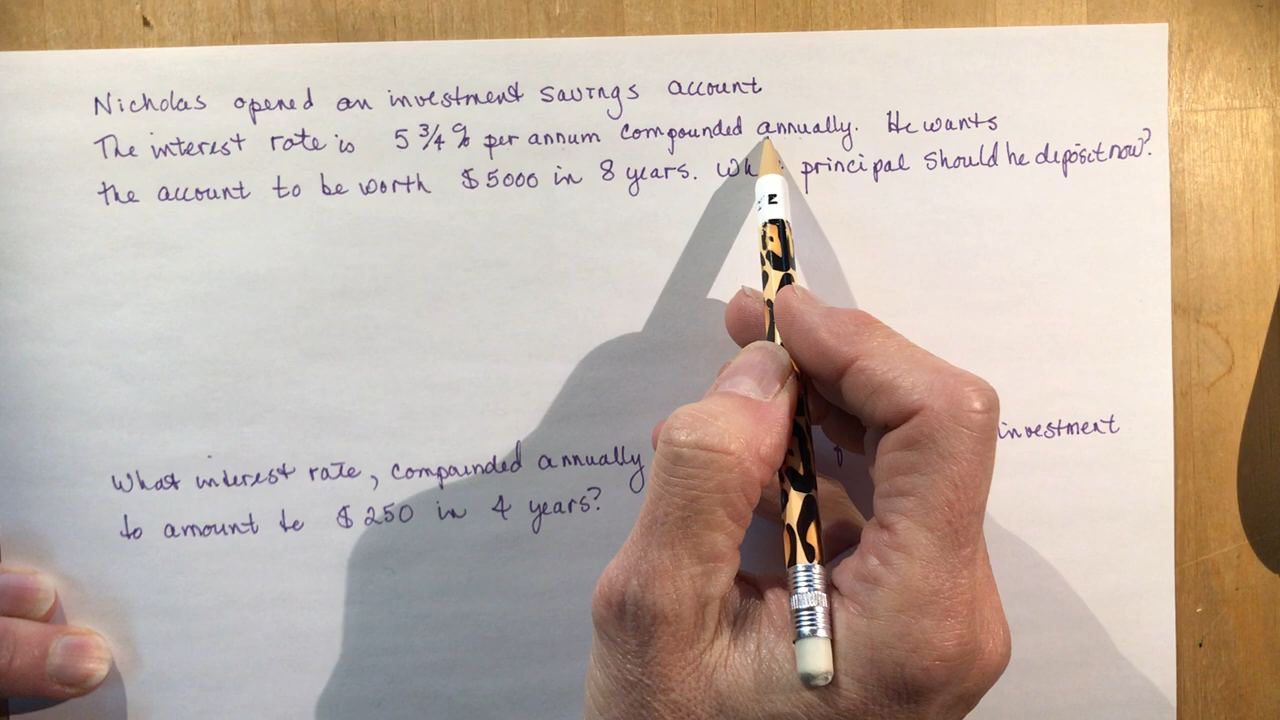 Nicholas opened an investment savings account
The interest rate is 5 3/4 % per annum compounded annually. He wants
the account to be worth $5000 in 8 years. principal should he deposit now?
E
What interest rate, compounded annually investment
to amount to $250 in 4 years?